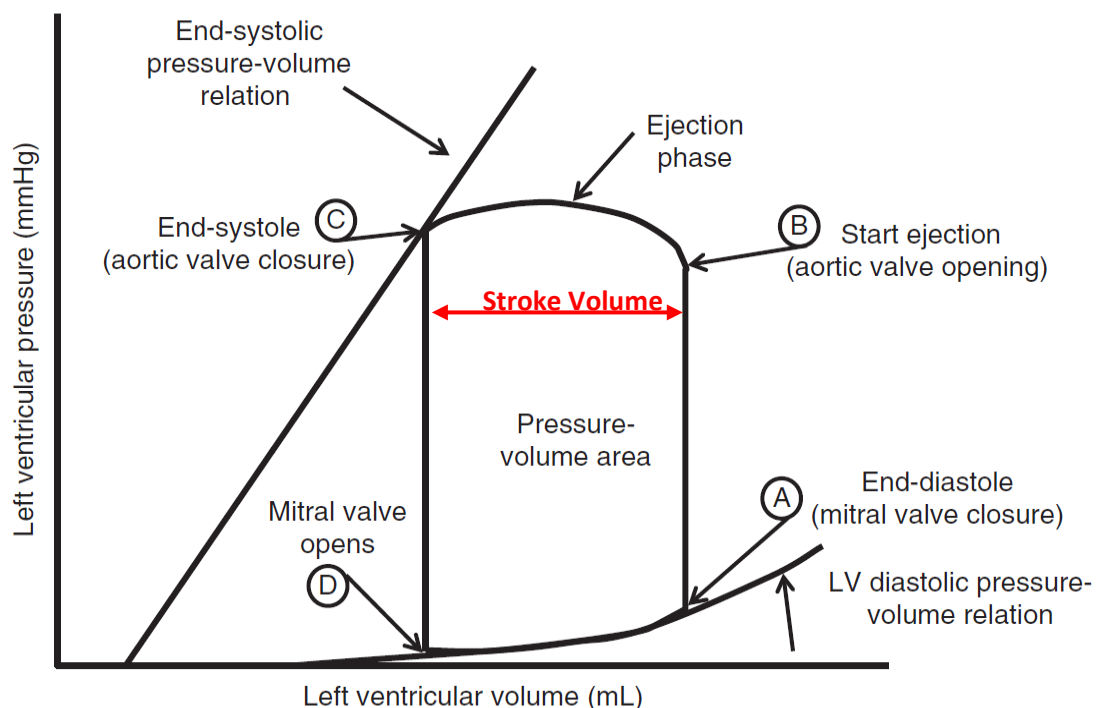 End-systolic
pressure-volume
relation
Ejection
phase
C
End-systole
(aortic valve closure)
B
Start ejection
(aortic valve opening)
Stroke Volume
Pressure-
volume area
A
End-diastole
(mitral valve closure)
Mitral valve
opens
D
LV diastolic pressure-
volume relation
Left ventricular pressure (mmHg)
Left ventricular volume (mL)